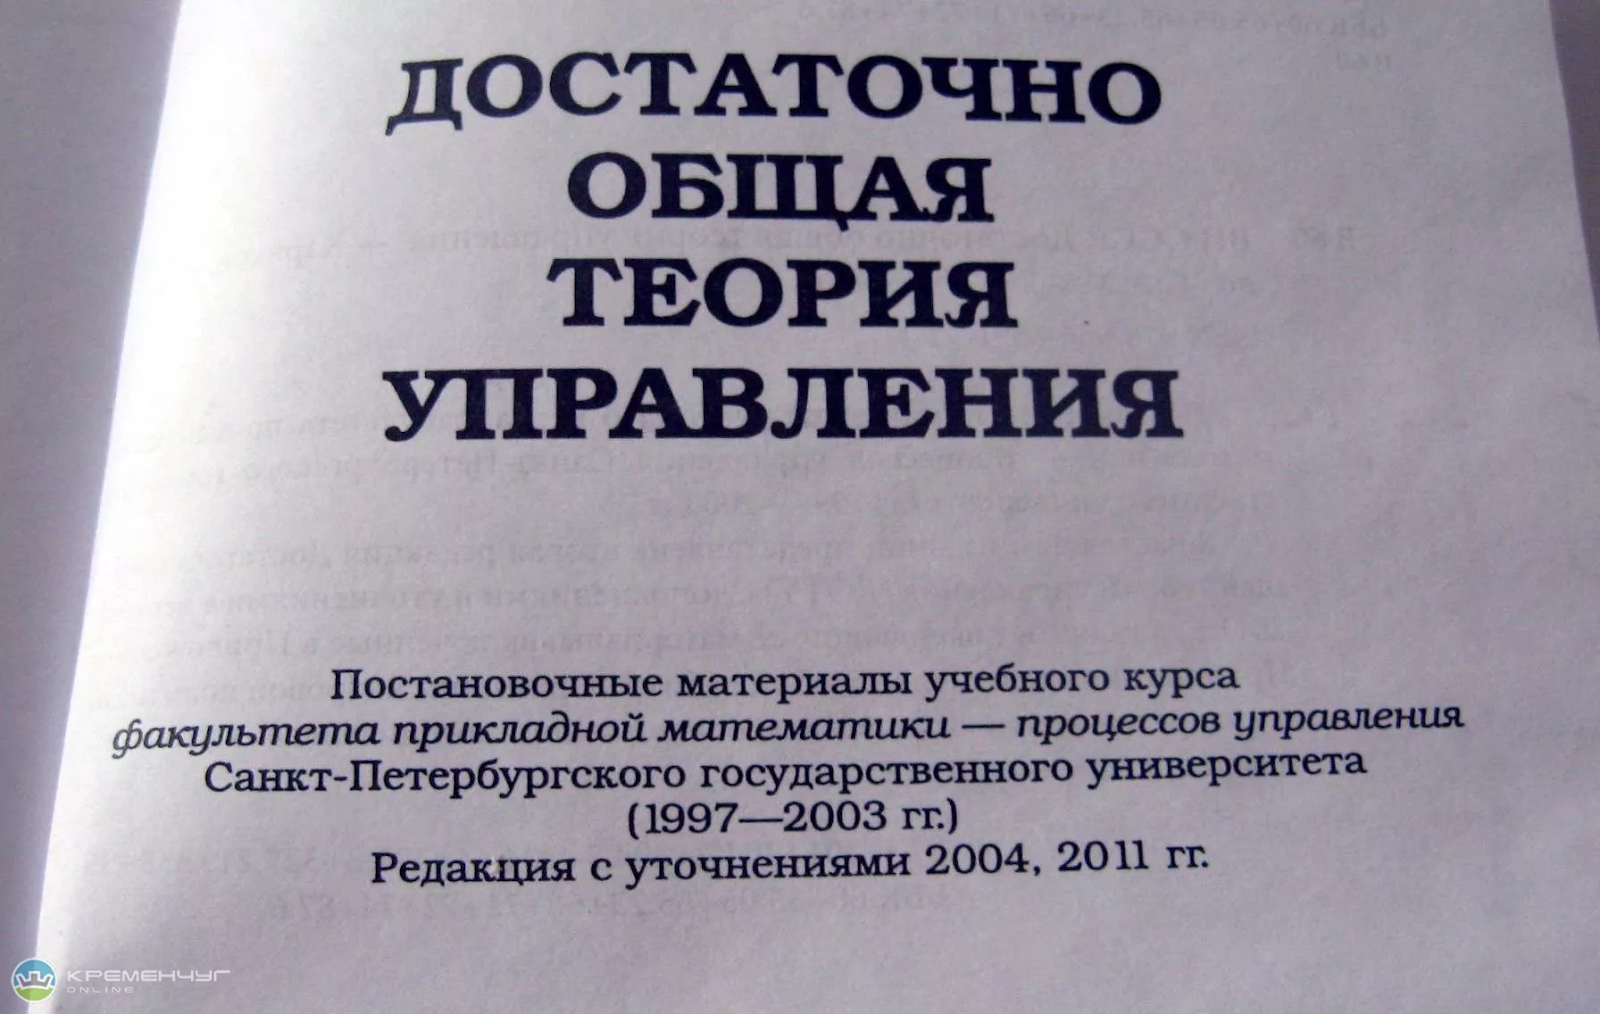 ДОСТАТОЧНО
ОБЩАЯ
ТЕОРИЯ
УПРАВЛЕНИЯ
Постановочные материалы учебного курса
факультета прикладной математики — процессов управления
Санкт-Петербургского государственного университета
(1997—2003 гг.)
Редакция с уточнениями 2004, 2011 гг.
КРЕМЕНЧУГ
ONLINE